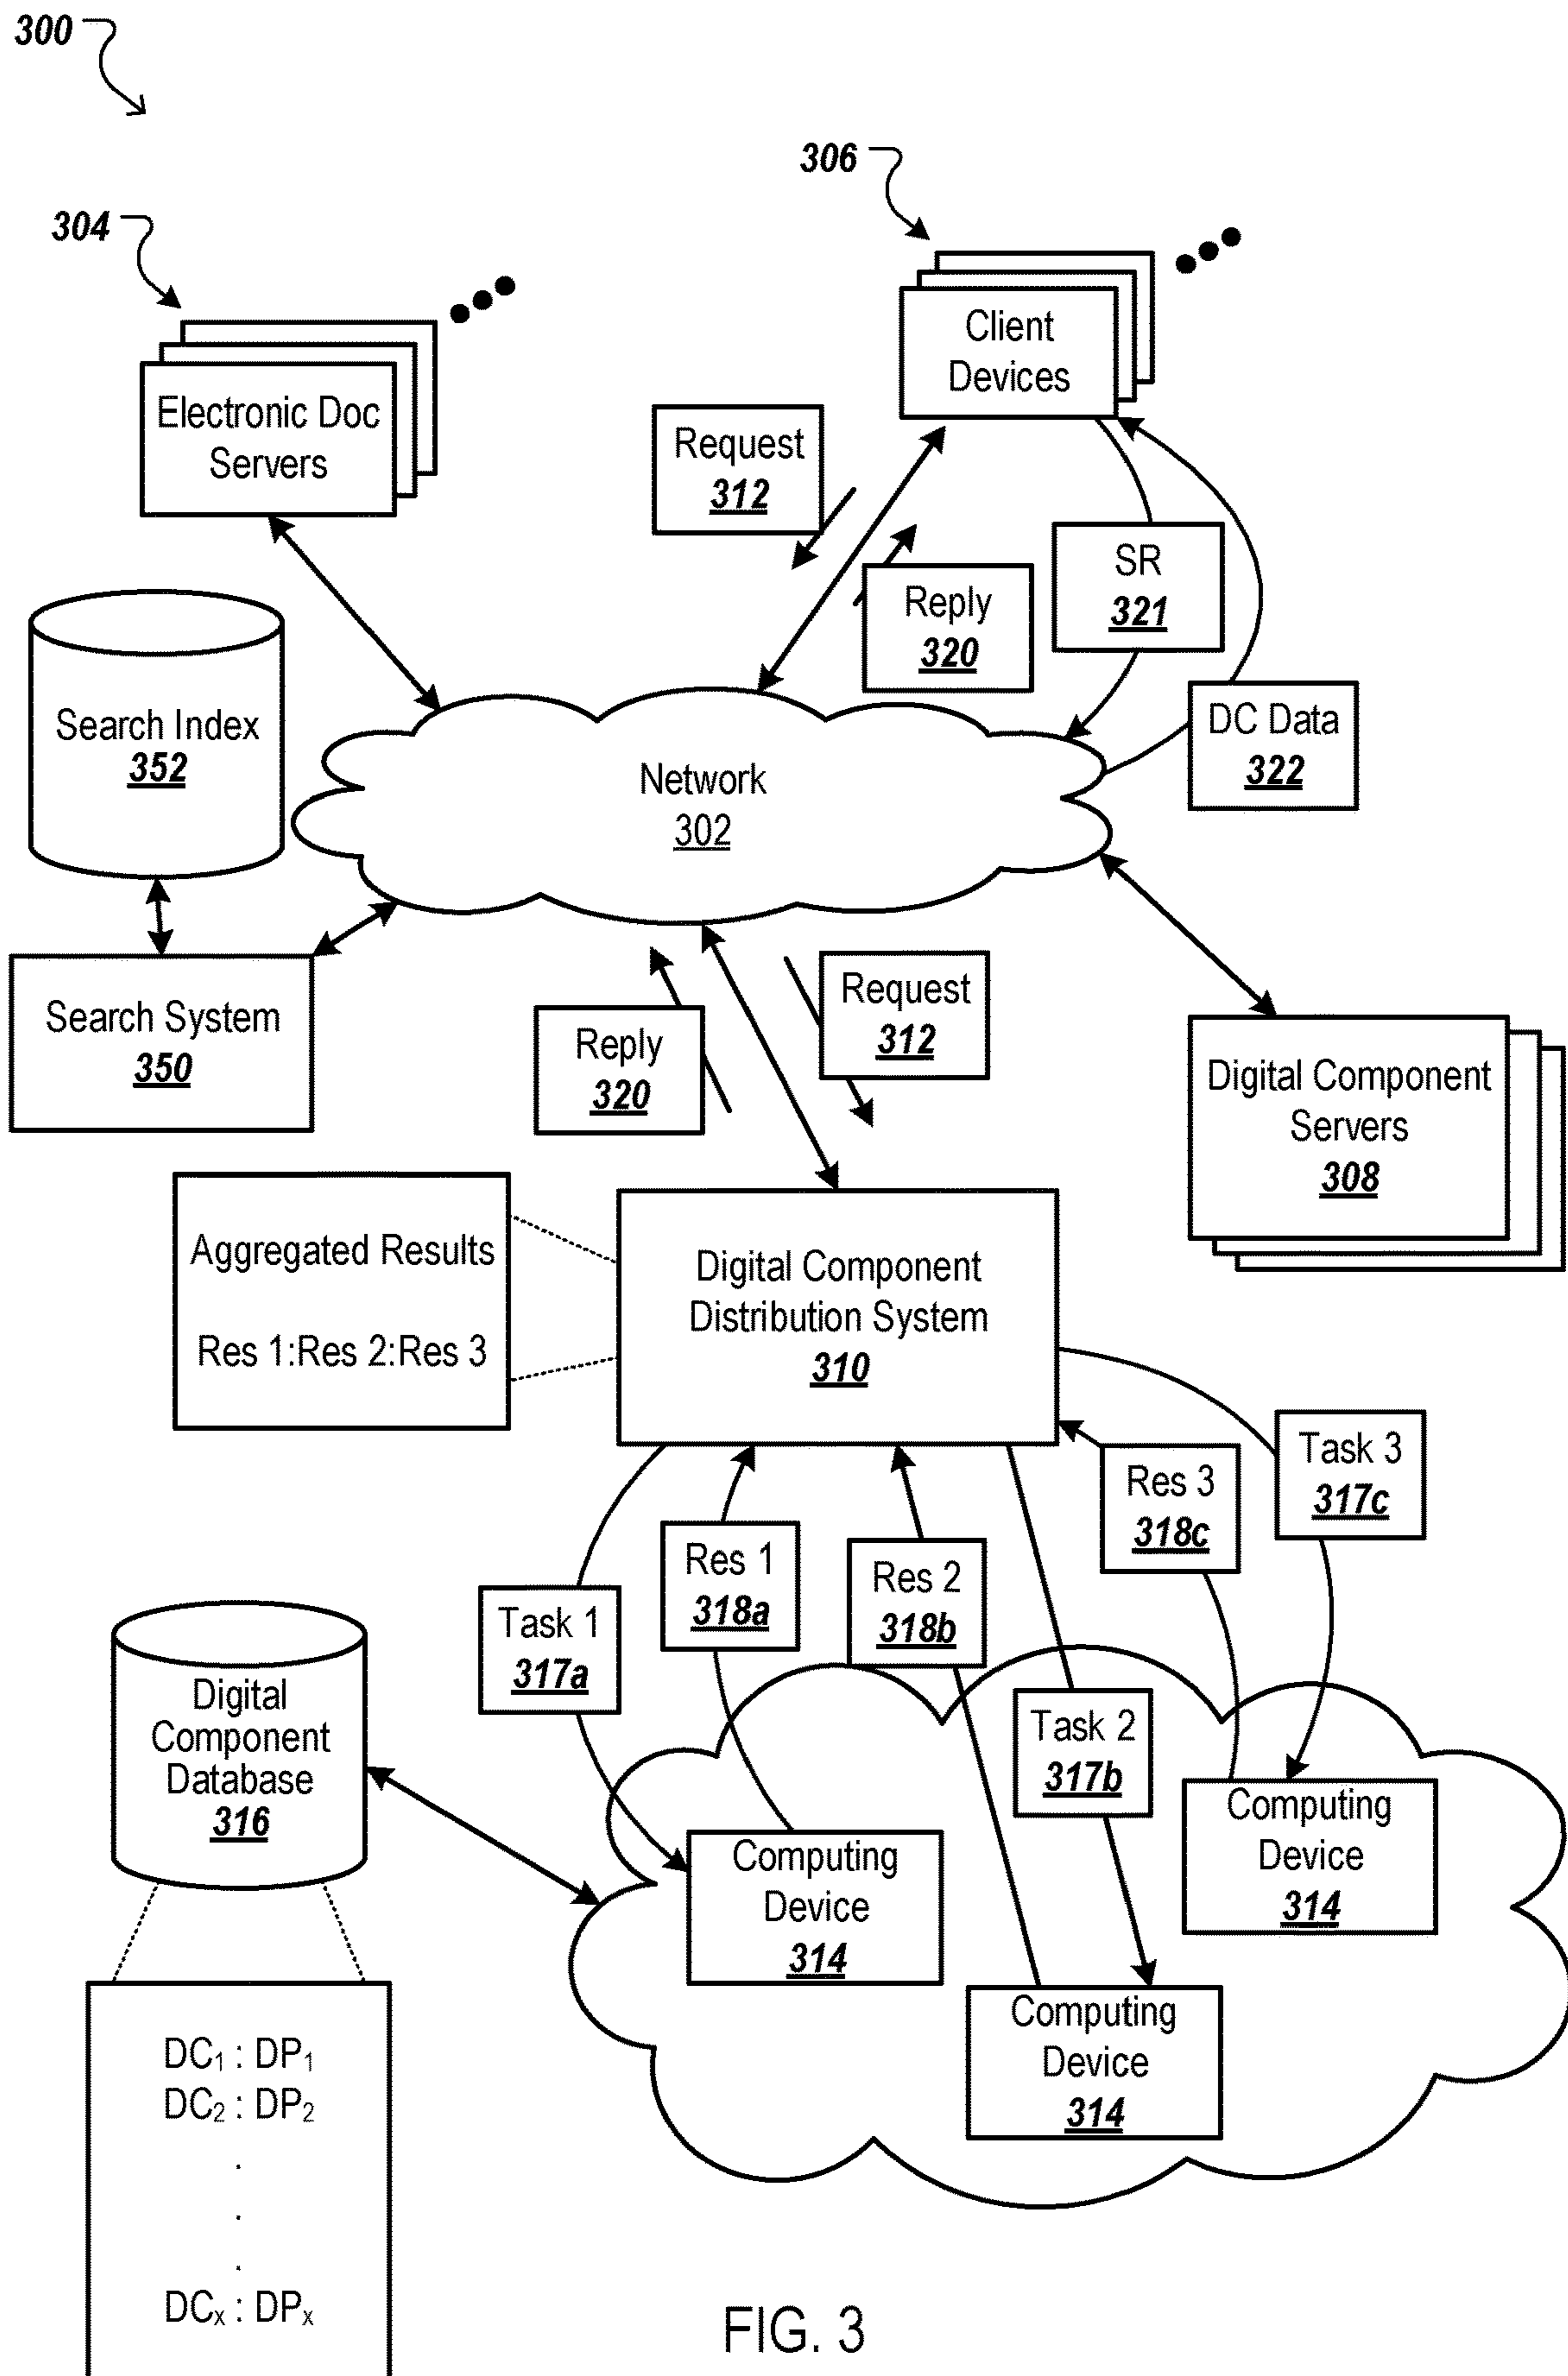 300
306
304
Client
Devices
Electronic Doc
Servers
Request
312
SR
321
Reply
320
Search Index
352
DC Data
322
Network
302
Request
312
Search System
350
Reply
320
Digital Component
Servers
308
Aggregated Results
Res 1:Res 2:Res 3
Digital Component
Distribution System
310
Task 3
317c
Res 3
318c
Res 1
318a
Res 2
318b
Task 1
317a
Digital
Component
Database
316
Task 2
317b
Computing
Device
314
Computing
Device
314
Computing
Device
314
DC₁ : DP₁
DC₂ : DP₂
.
.
.
DCₓ : DPₓ
FIG. 3